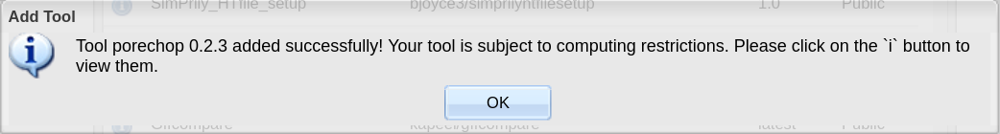 SimPrily_HTfile_setup bjoyce3/simprilyhtfilesetup 1.0 Public
Add Tool
Tool porechop 0.2.3 added successfully! Your tool is subject to computing restrictions. Please click on the `i` button to
view them.
OK
Gffcompare kapeel/gffcompare latest Public